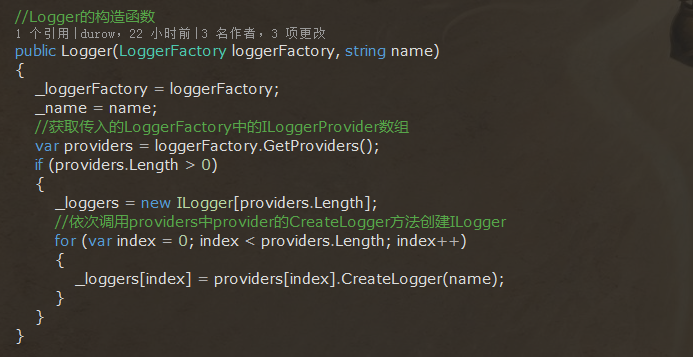 //Logger的构造函数
1 个引用|durow，22 小时前|3 名作者，3 项更改
public Logger(LoggerFactory loggerFactory, string name)
{
_loggerFactory = loggerFactory;
_name = name;
//获取传入的LoggerFactory中的ILoggerProvider数组
var providers = loggerFactory.GetProviders();
if (providers.Length > 0)
{
_loggers = new ILogger[providers.Length];
//依次调用providers中provider的CreateLogger方法创建ILogger
for (var index = 0; index < providers.Length; index++)
{
_loggers[index] = providers[index].CreateLogger(name);
}
}
}